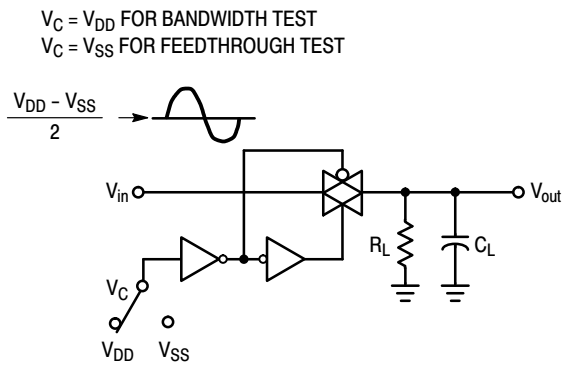 V_C = V_DD FOR BANDWIDTH TEST
V_C = V_SS FOR FEEDTHROUGH TEST
V_DD – V_SS
2
V_in
V_out
R_L
C_L
V_C
V_DD
V_SS